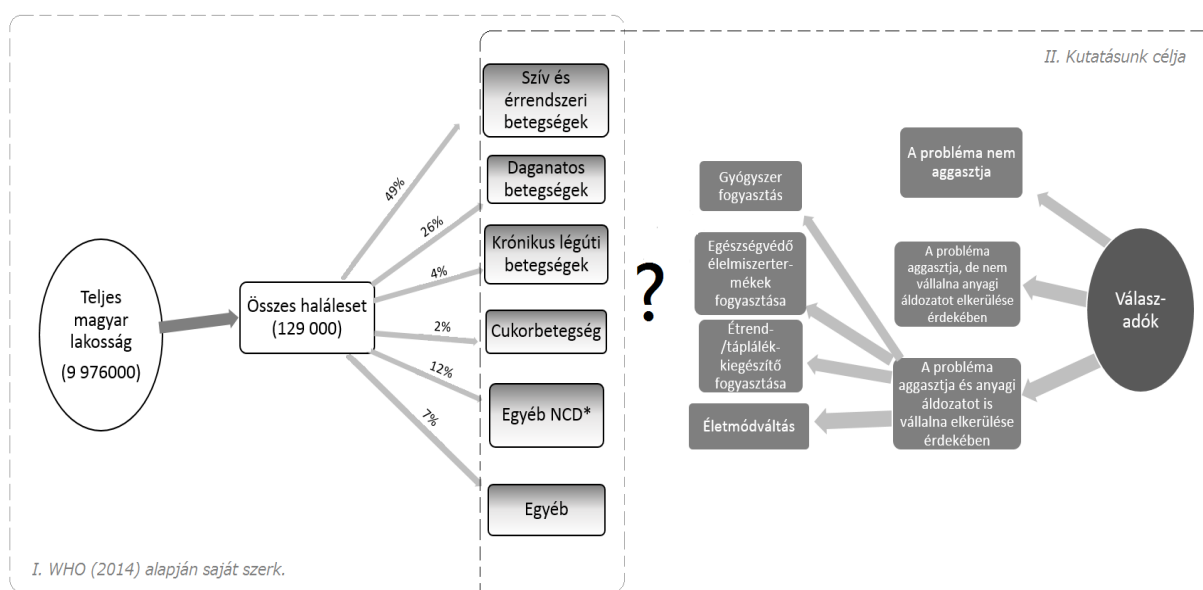 II. Kutatásunk célja
Szív és
érrendszeri
betegségek
Daganatos
betegségek
Krónikus légúti
betegségek
Cukorbetegség
Egyéb NCD*
Egyéb
49%
26%
4%
2%
12%
7%
Teljes
magyar
lakosság
(9 976000)
Összes haláleset
(129 000)
?
Gyógyszer
fogyasztás
Egészségvédő
élelmiszerter-
mékek
fogyasztása
Étrend-
/táplálék-
kiegészítő
fogyasztása
Életmódváltás
A probléma nem
aggasztja
A probléma
aggasztja, de nem
vállalna anyagi
áldozatot elkerülése
érdekében
A probléma
aggasztja és anyagi
áldozatot is
vállalna elkerülése
érdekében
Válasz-
adók
I. WHO (2014) alapján saját szerk.